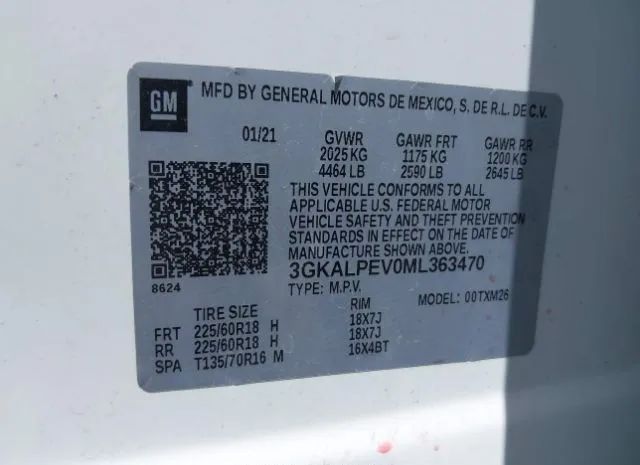 GM
MFD BY GENERAL MOTORS DE MEXICO, S. DE R.L. DE C.V.
01/21 GVWR GAWR FRT GAWR RR
2025 KG 1175 KG 1200 KG
4464 LB 2590 LB 2645 LB
THIS VEHICLE CONFORMS TO ALL
APPLICABLE U.S. FEDERAL MOTOR
VEHICLE SAFETY AND THEFT PREVENTION
STANDARDS IN EFFECT ON THE DATE OF
MANUFACTURE SHOWN ABOVE.
3GKALPEV0ML363470
8624
TYPE: M.P.V. MODEL: 00TXM26
TIRE SIZE RIM
FRT 225/60R18 H 18X7J
RR 225/60R18 H 18X7J
SPA T135/70R16 M 16X4BT